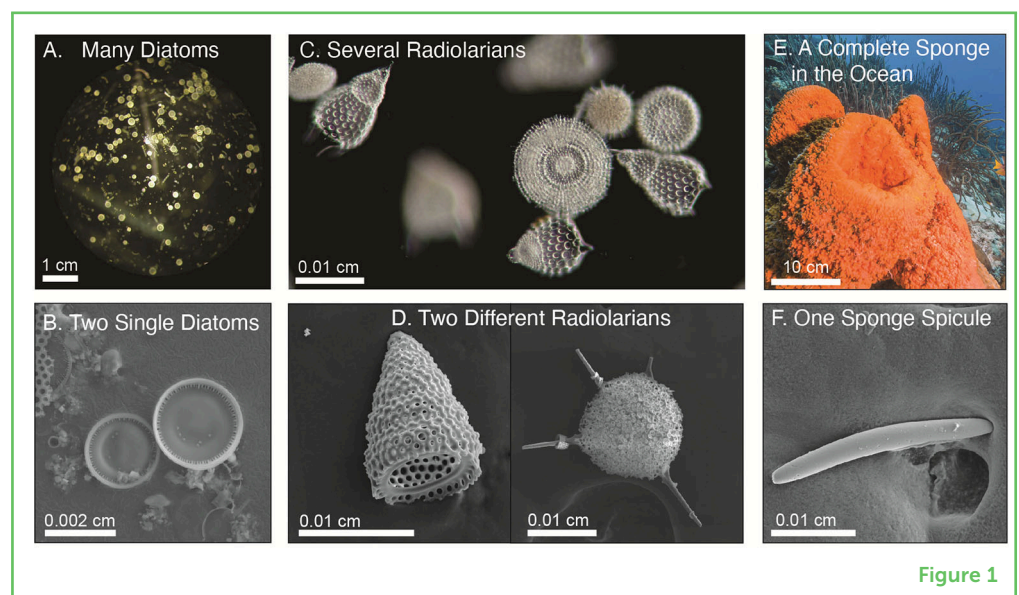 A. Many Diatoms
1 cm
B. Two Single Diatoms
0.002 cm
C. Several Radiolarians
0.01 cm
D. Two Different Radiolarians
0.01 cm
0.01 cm
E. A Complete Sponge
in the Ocean
10 cm
F. One Sponge Spicule
0.01 cm
Figure 1